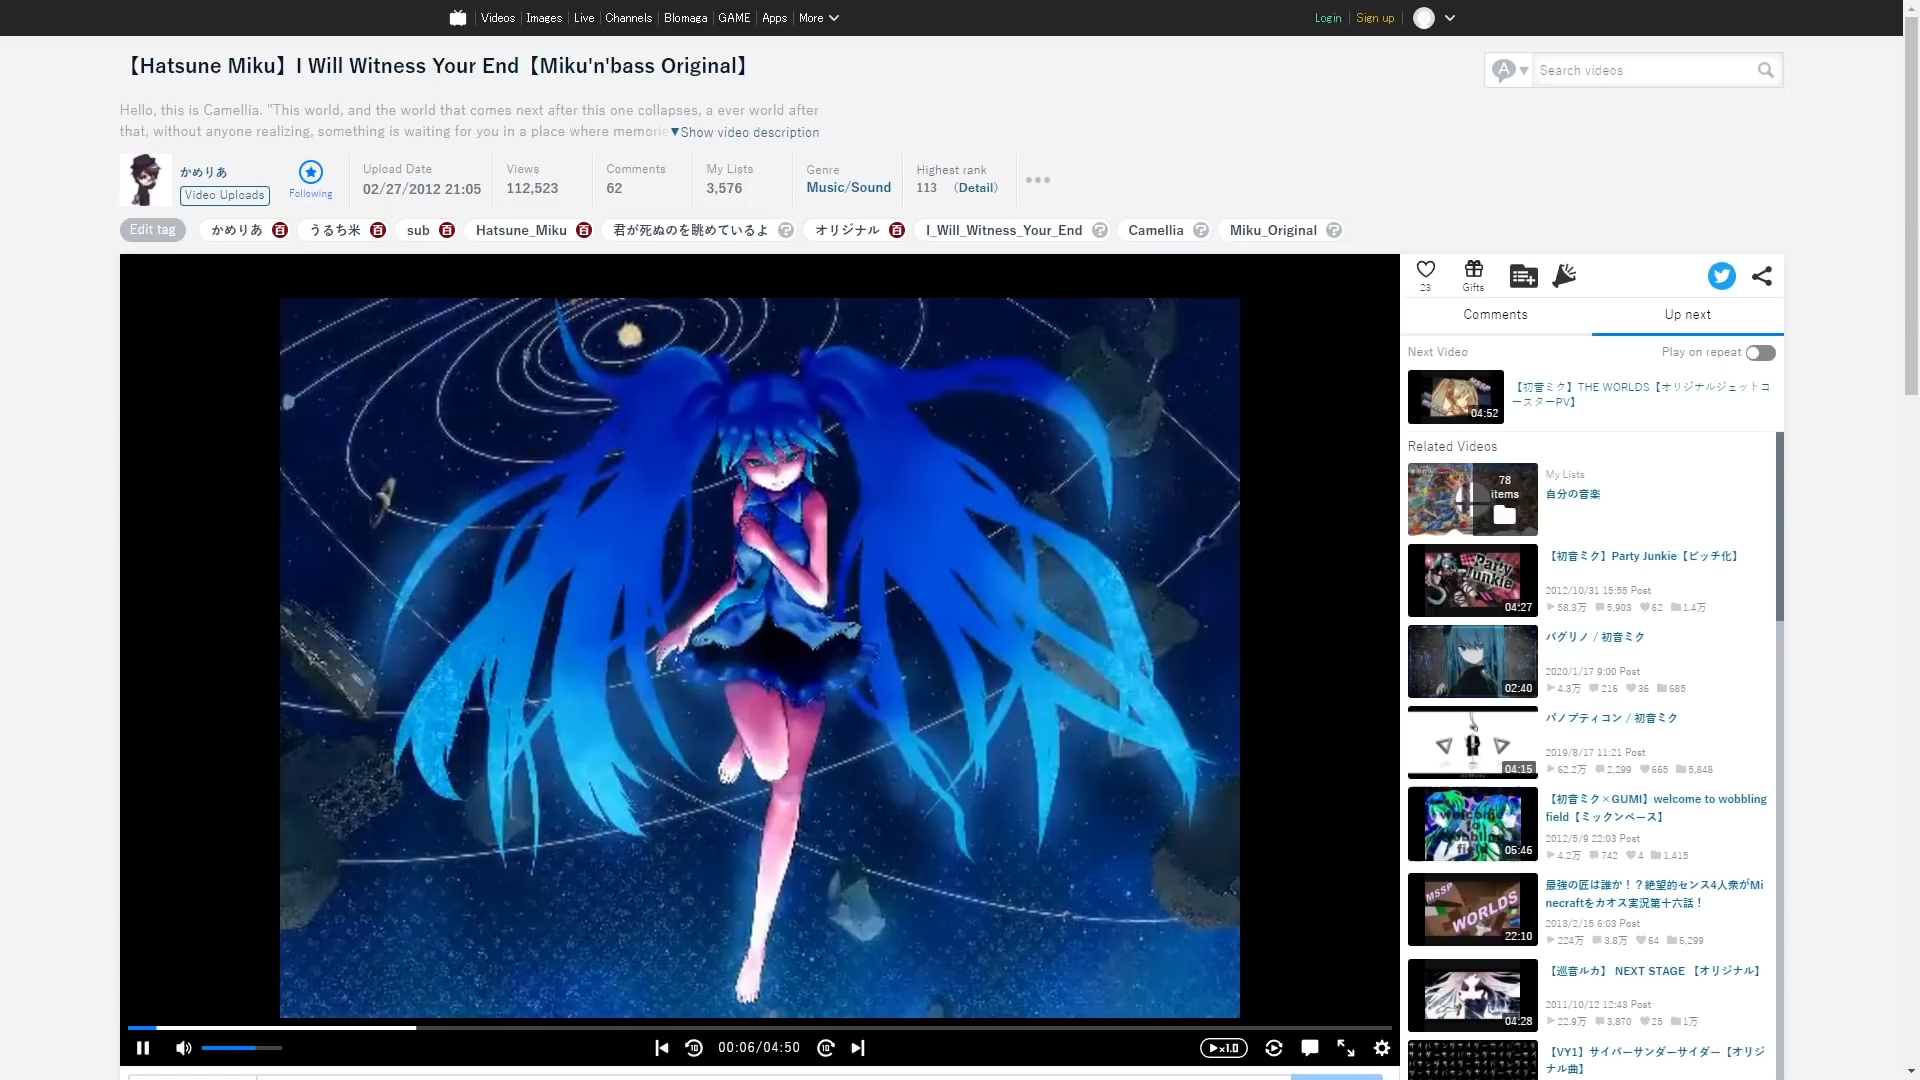 Videos Images Live Channels Blomaga GAME Apps More
Login Sign up
【Hatsune Miku】I Will Witness Your End【Miku'n'bass Original】
Search videos
Hello, this is Camellia. "This world, and the world that comes next after this one collapses, a ever world after
that, without anyone realizing, something is waiting for you in a place where memorie ▼Show video description
かめりあ
Video Uploads
Following
Upload Date
02/27/2012 21:05
Views
112,523
Comments
62
My Lists
3,576
Genre
Music/Sound
Highest rank
113 （Detail）
Edit tag かめりあ 百 うるち米 百 sub 百 Hatsune_Miku 百 君が死ぬのを眺めているよ ? オリジナル 百 I_Will_Witness_Your_End ? Camellia ? Miku_Original ?
23
Gifts
Comments
Up next
Next Video
Play on repeat
04:52
【初音ミク】THE WORLDS【オリジナルジェットコ
ースターPV】
Related Videos
78
items
My Lists
自分の音楽
Party
Junkie
04:27
【初音ミク】Party Junkie【ビッチ化】
2012/10/31 15:55 Post
58.3万 5,903 62 1.4万
02:40
バグリノ / 初音ミク
2020/1/17 9:00 Post
4.3万 216 36 685
04:15
パノプティコン / 初音ミク
2019/8/17 11:21 Post
62.2万 2,299 665 5,848
welcome
to
wobbling
field
05:46
【初音ミク×GUMI】welcome to wobbling
field【ミックンベース】
2012/5/9 22:03 Post
4.2万 742 4 1,415
MSSP
WORLDS
22:10
最強の匠は誰か！？絶望的センス4人衆がMi
necraftをカオス実況第十六話！
2013/2/15 6:03 Post
224万 3.8万 64 6,299
04:28
【巡音ルカ】 NEXT STAGE 【オリジナル】
2011/10/12 12:43 Post
22.9万 3,870 25 1万
【VY1】サイバーサンダーサイダー【オリジ
ナル曲】
10 00:06/04:50 10
x1.0